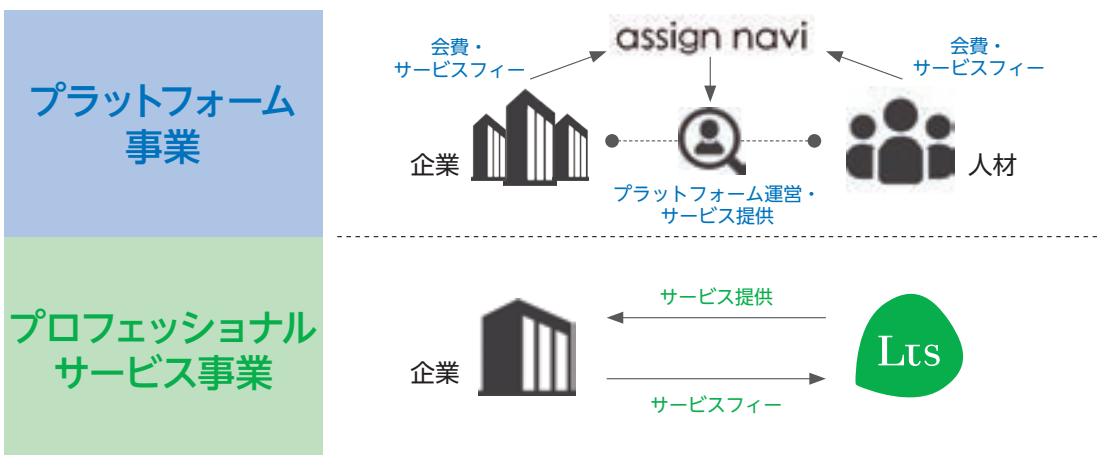 プラットフォーム
事業
会費・
サービスフィー
assign navi
会費・
サービスフィー
企業
人材
プラットフォーム運営・
サービス提供
プロフェッショナル
サービス事業
サービス提供
企業
Lts
サービスフィー